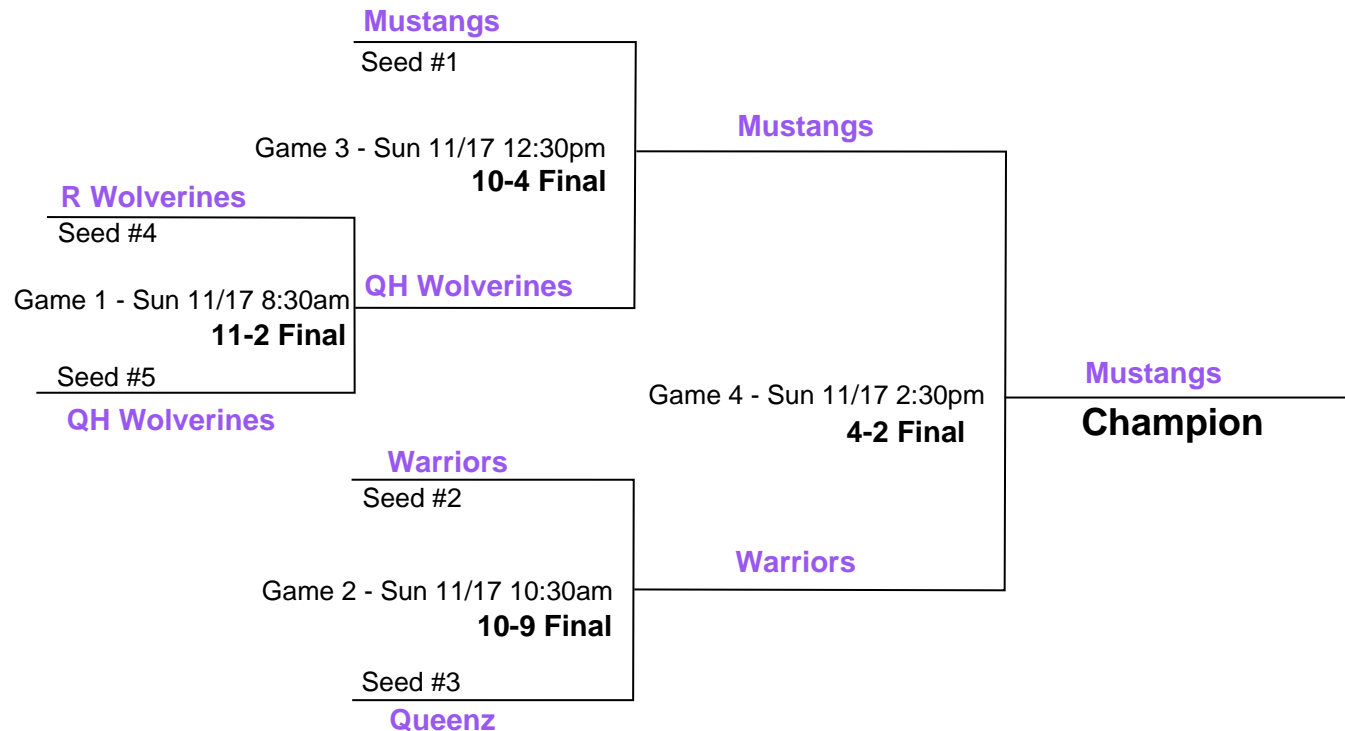 Mustangs
Seed #1
Mustangs
Game 3 - Sun 11/17 12:30pm
10-4 Final
R Wolverines
Seed #4
QH Wolverines
Game 1 - Sun 11/17 8:30am
11-2 Final
Seed #5
QH Wolverines
Mustangs
Champion
Game 4 - Sun 11/17 2:30pm
4-2 Final
Warriors
Seed #2
Warriors
Game 2 - Sun 11/17 10:30am
10-9 Final
Seed #3
Queenz